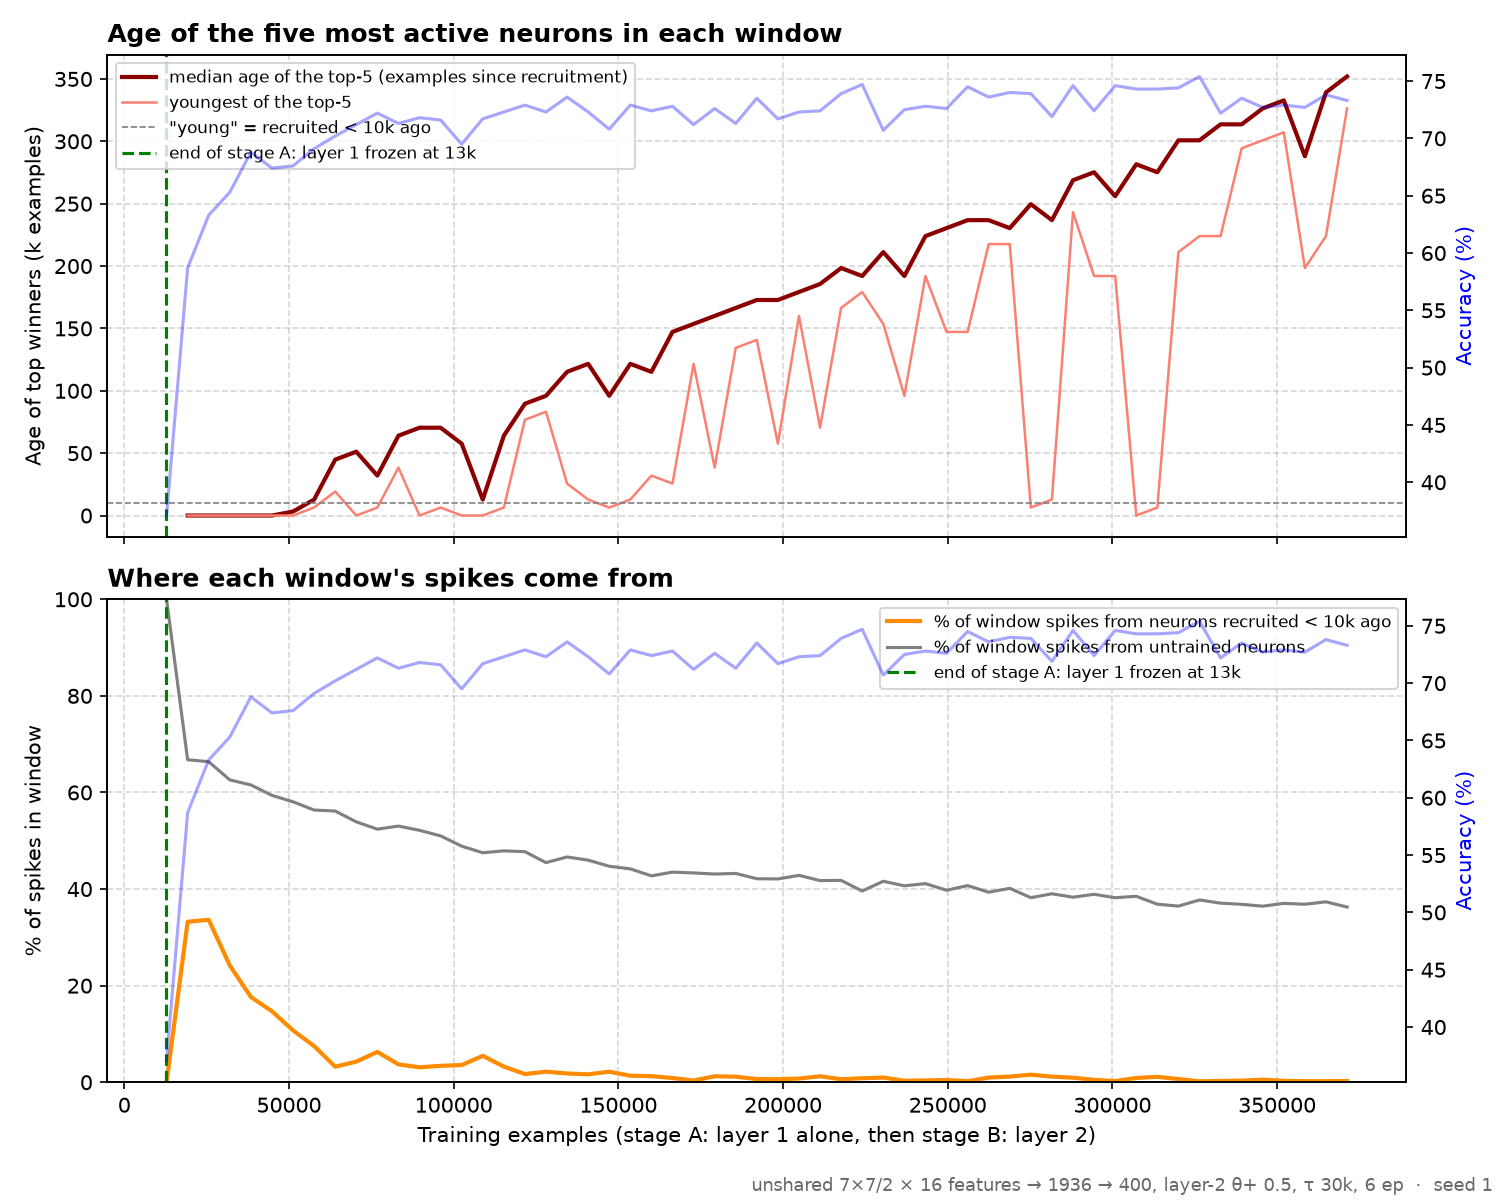 Age of the five most active neurons in each window
median age of the top-5 (examples since recruitment)
youngest of the top-5
"young" = recruited < 10k ago
end of stage A: layer 1 frozen at 13k
Age of top winners (k examples)
350
300
250
200
150
100
50
0
75
70
65
60
55
50
45
40
Accuracy (%)
Where each window's spikes come from
% of window spikes from neurons recruited < 10k ago
% of window spikes from untrained neurons
end of stage A: layer 1 frozen at 13k
% of spikes in window
100
80
60
40
20
0
75
70
65
60
55
50
45
40
Accuracy (%)
0 50000 100000 150000 200000 250000 300000 350000
Training examples (stage A: layer 1 alone, then stage B: layer 2)
unshared 7×7/2 × 16 features → 1936 → 400, layer-2 θ+ 0.5, τ 30k, 6 ep · seed 1